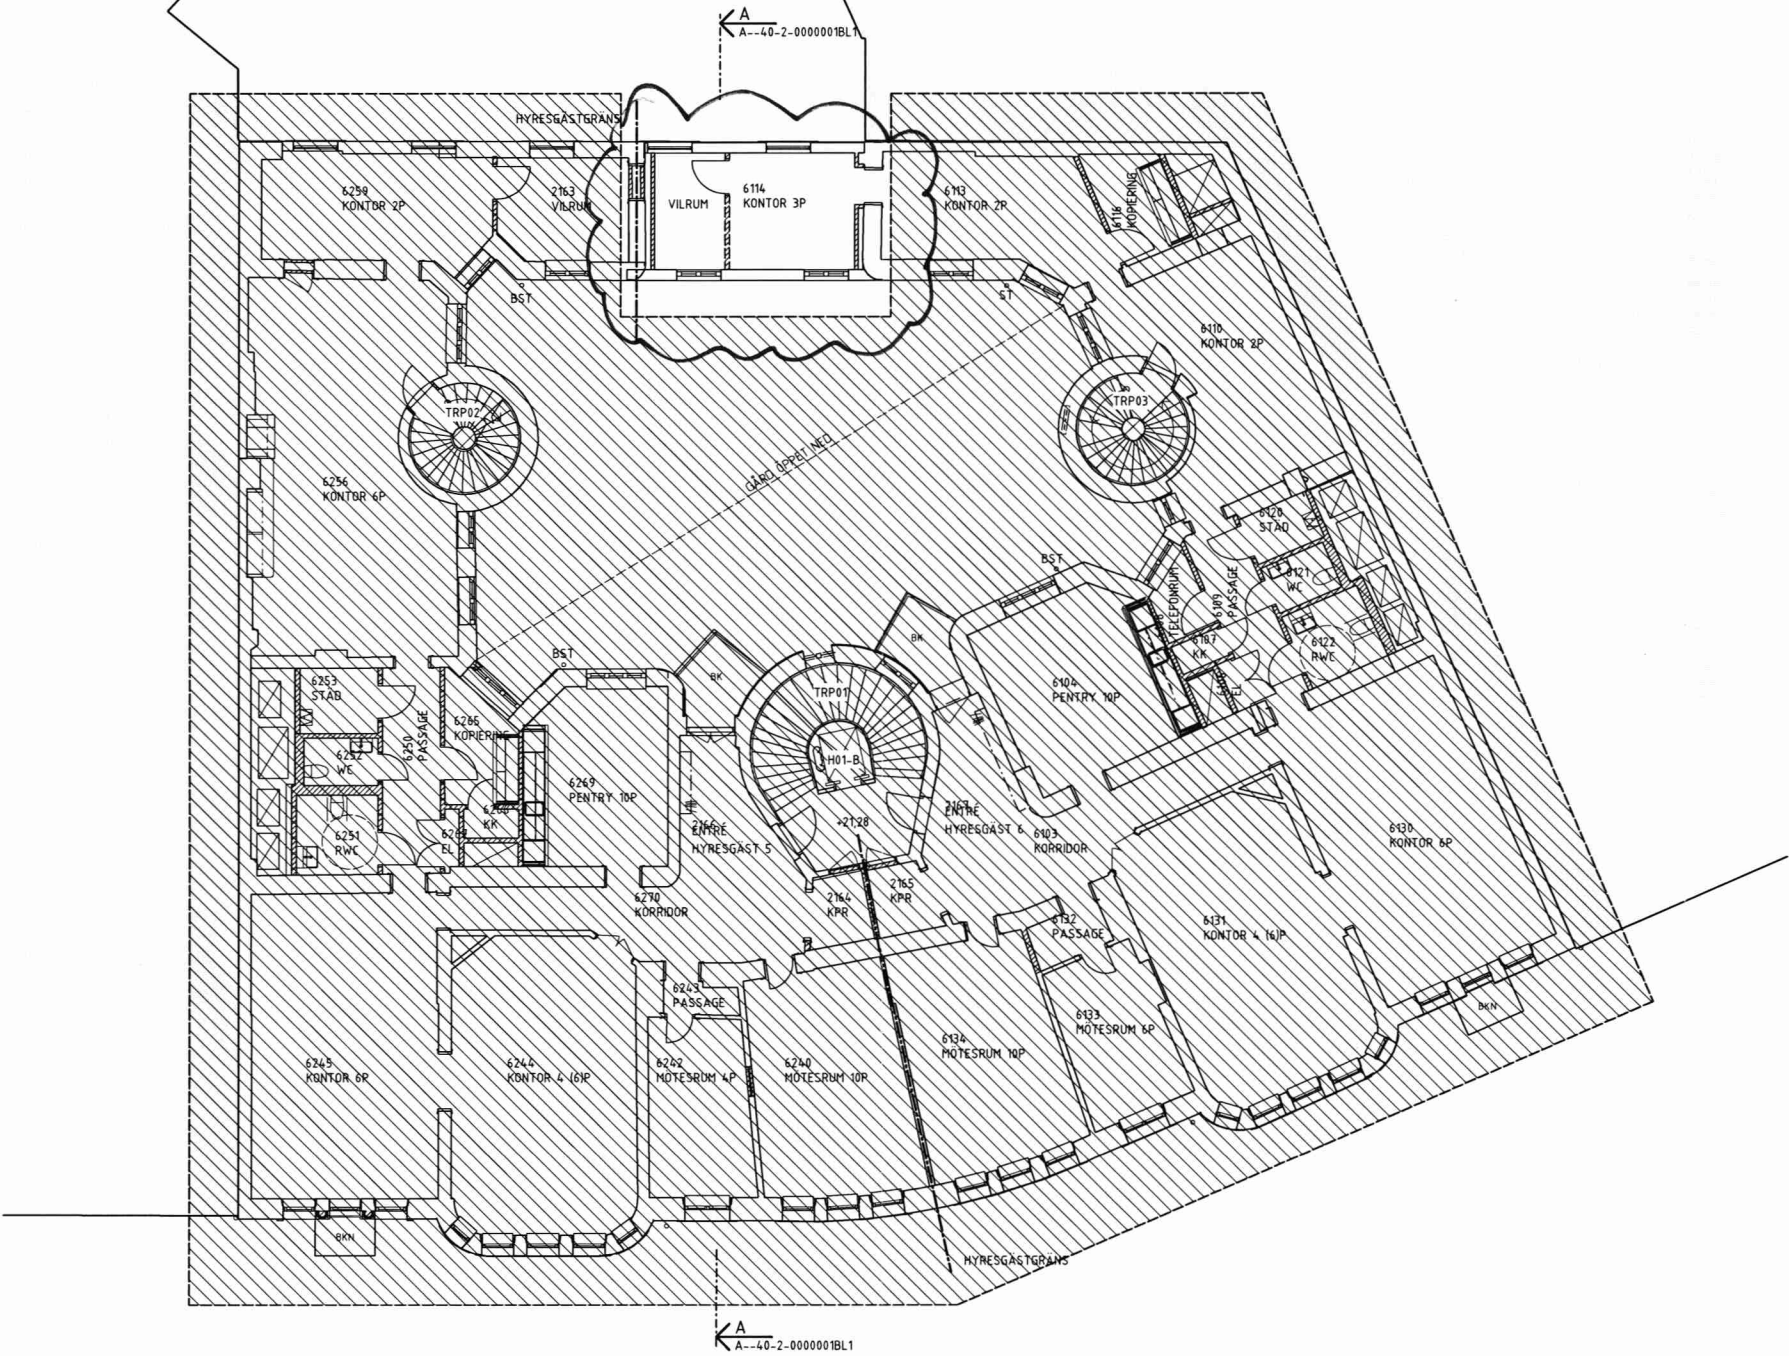 A
A--40-2-0000001BL1
HYRESGÄSTGRÄNS
6259
KONTOR 2P
2163
VILRUM
VILRUM
6114
KONTOR 3P
6113
KONTOR 2P
6116
KOPIERING
BST
ST
6110
KONTOR 2P
TRP02
TRP03
GÅRD ÖPPET NED
6256
KONTOR 6P
6120
STÄD
BST
6121
WC
6109
PASSAGE
TELEFONRUM
6122
RWC
6107
KK
EL
BK
BK
BST
6253
STÄD
6250
PASSAGE
6265
KOPIERING
TRP01
6104
PENTRY 10P
6252
WC
H01-B
6269
PENTRY 10P
KK
6251
RWC
EL
2166
ENTRÉ
HYRESGÄST 5
+21,28
2167
ENTRÉ
HYRESGÄST 6
6103
KORRIDOR
6130
KONTOR 6P
6270
KORRIDOR
2164
KPR
2165
KPR
6132
PASSAGE
6131
KONTOR 4 (6)P
6243
PASSAGE
BKN
6133
MÖTESRUM 6P
6134
MÖTESRUM 10P
6245
KONTOR 6P
6244
KONTOR 4 (6)P
6242
MÖTESRUM 4P
6240
MÖTESRUM 10P
BKN
HYRESGÄSTGRÄNS
A
A--40-2-0000001BL1